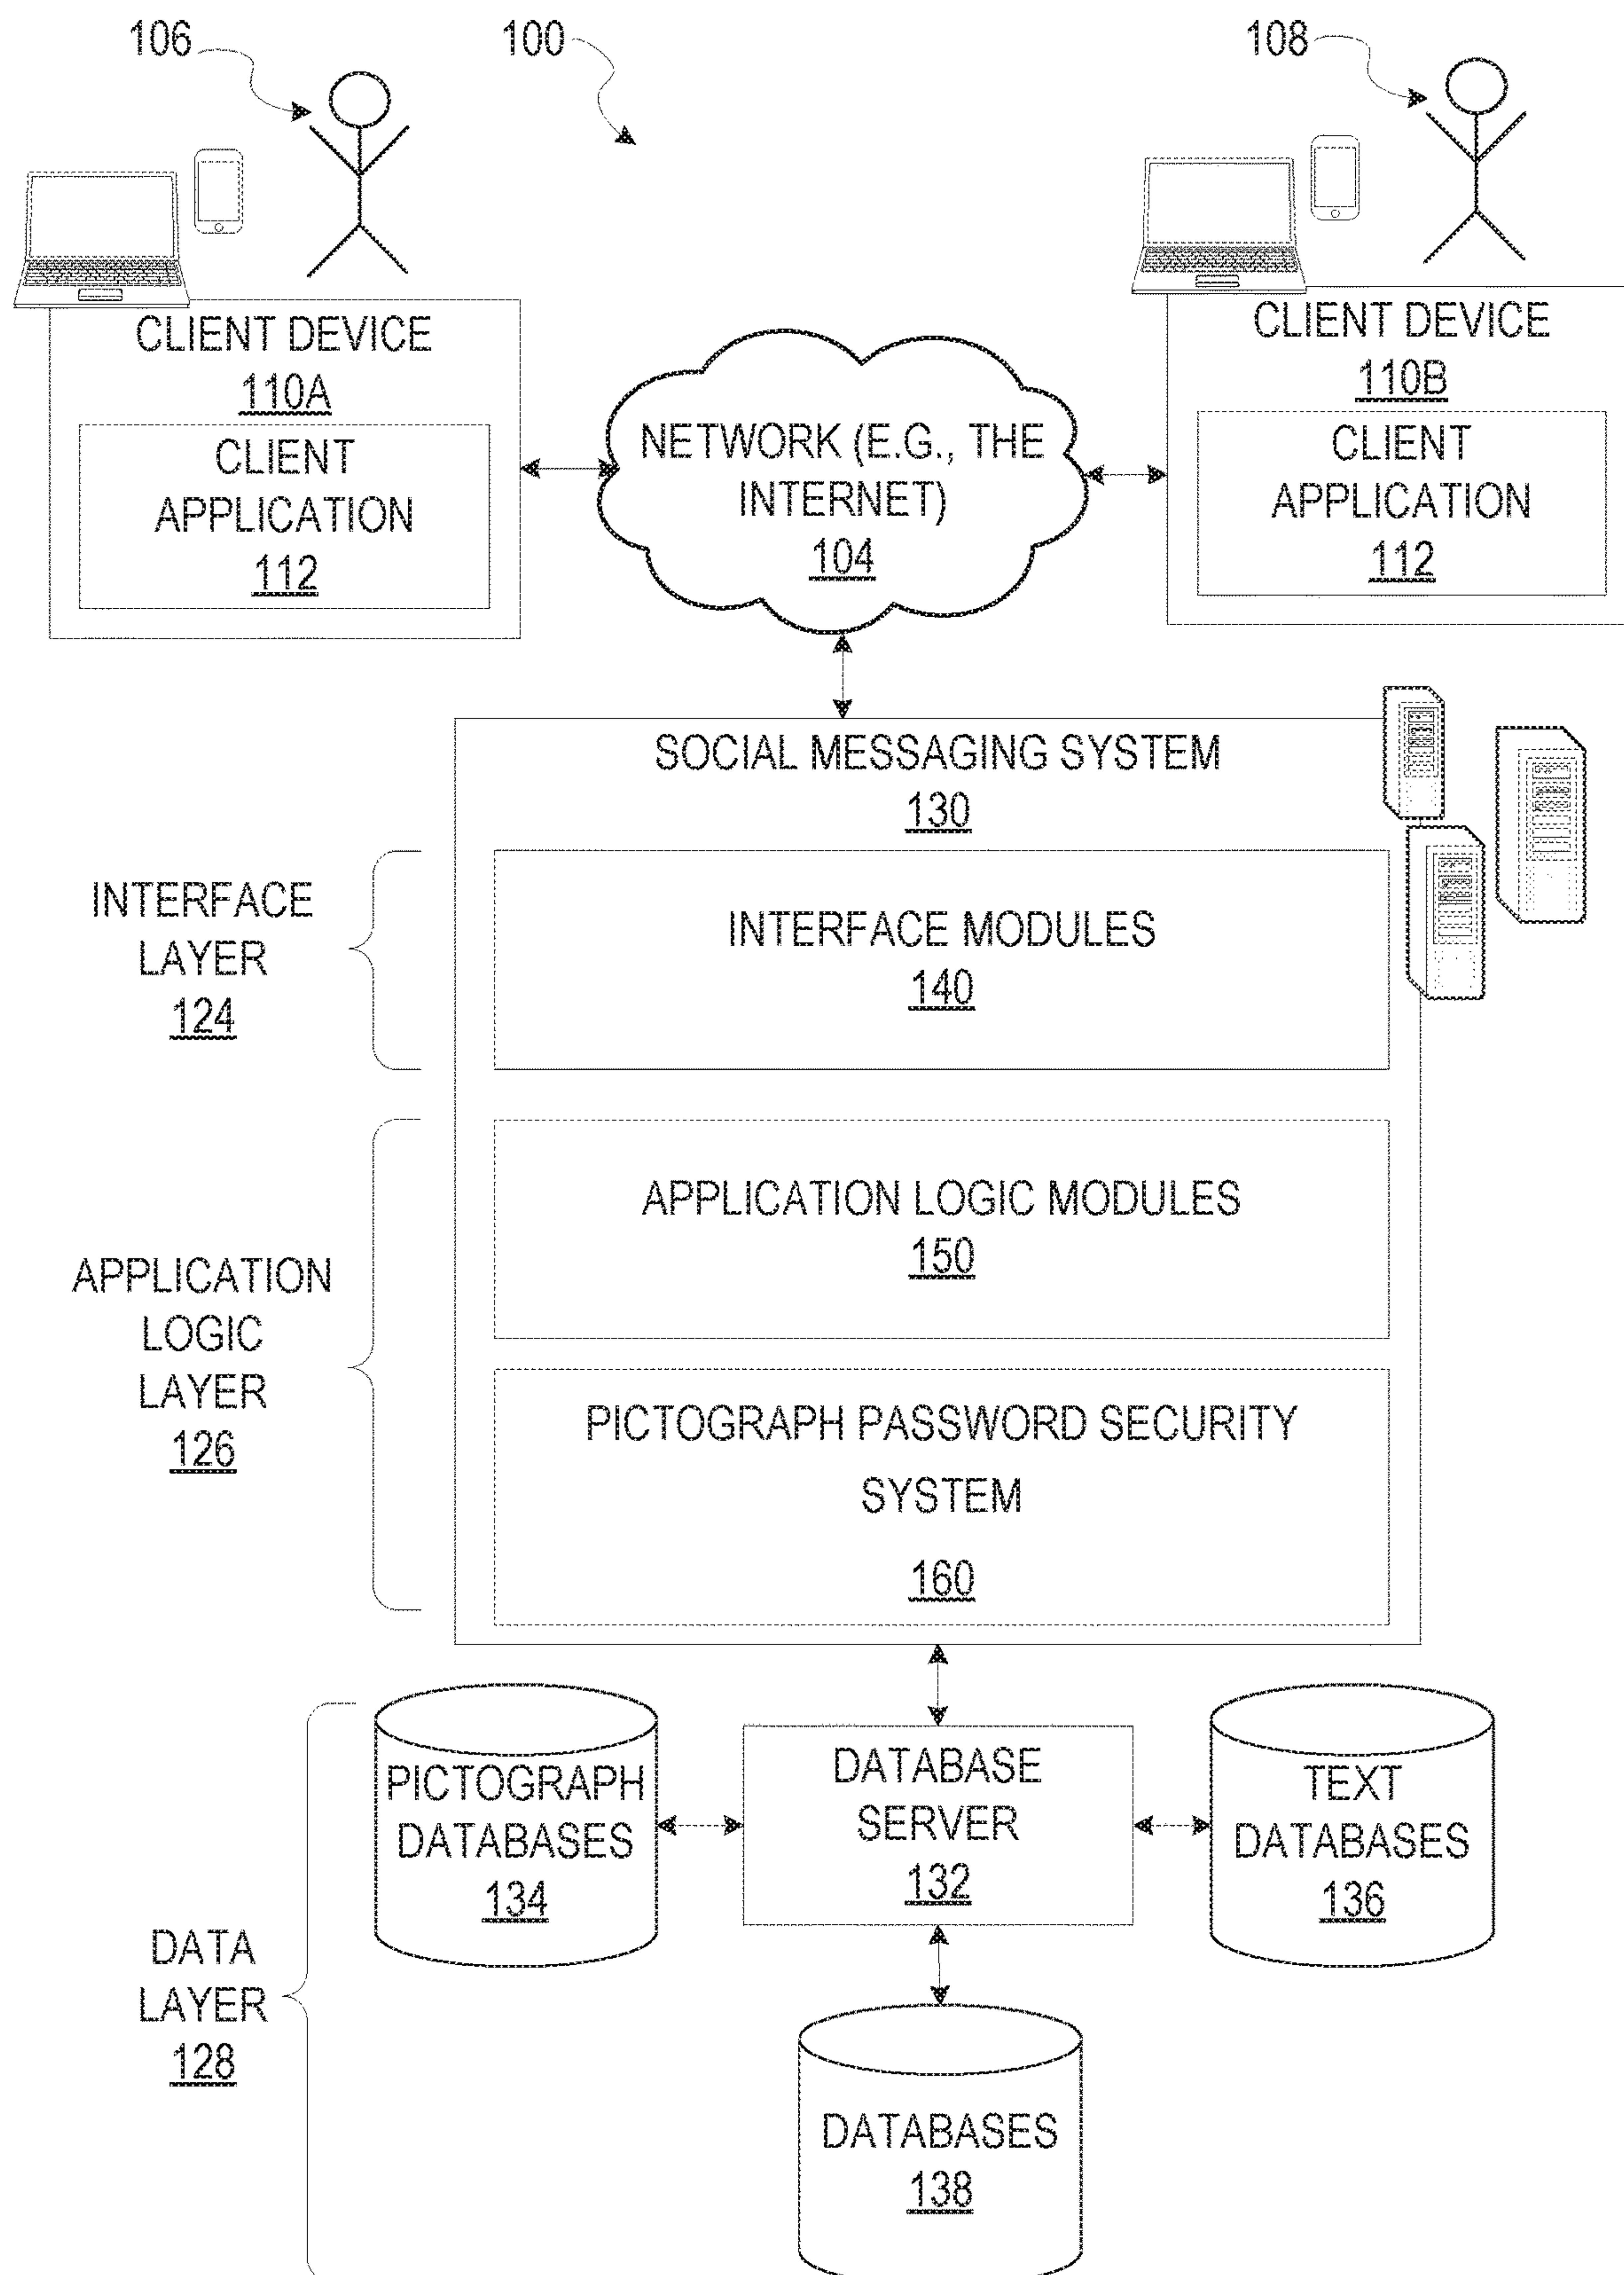 106
100
108
CLIENT DEVICE
110A
CLIENT
APPLICATION
112
NETWORK (E.G., THE
INTERNET)
104
CLIENT DEVICE
110B
CLIENT
APPLICATION
112
SOCIAL MESSAGING SYSTEM
130
INTERFACE
LAYER
124
INTERFACE MODULES
140
APPLICATION
LOGIC
LAYER
126
APPLICATION LOGIC MODULES
150
PICTOGRAPH PASSWORD SECURITY
SYSTEM
160
DATA
LAYER
128
PICTOGRAPH
DATABASES
134
DATABASE
SERVER
132
TEXT
DATABASES
136
DATABASES
138